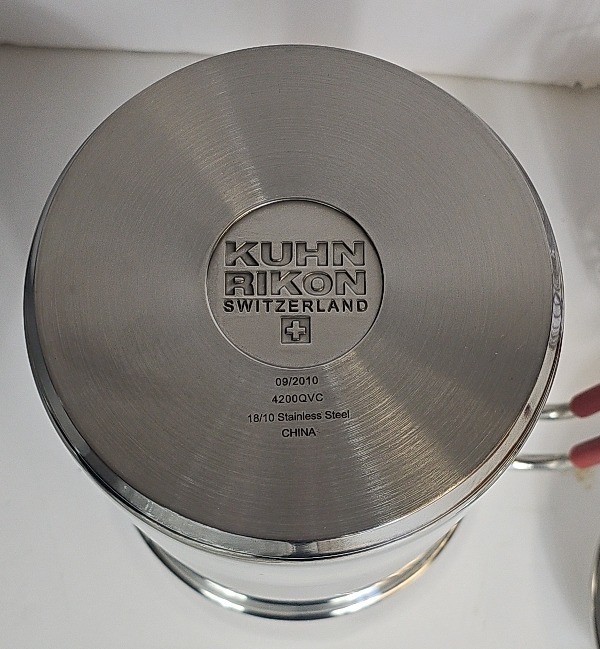 KUHN
RIKON
SWITZERLAND
09/2010
4200QVC
18/10 Stainless Steel
CHINA